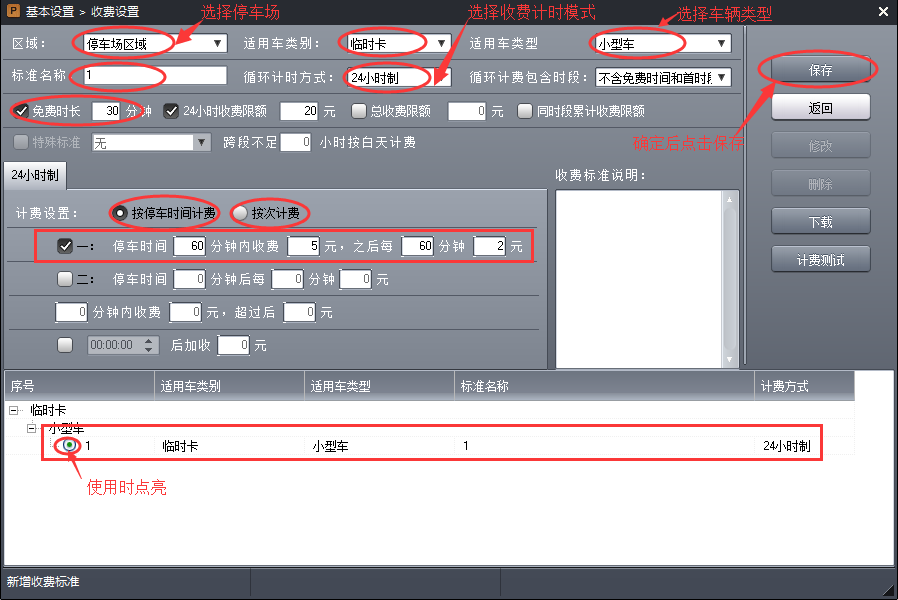 P 基本设置 > 收费设置
选择停车场
选择收费计时模式
选择车辆类型
区域： 停车场区域 适用车类别： 临时卡 适用车类型 小型车
标准名称 1 循环计时方式： 24小时制 循环计费包含时段： 不含免费时间和首时段
免费时长 30 分钟 24小时收费限额 20 元 总收费限额 0 元 同时段累计收费限额
特殊标准 无 跨段不足 0 小时按白天计费
确定后点击保存
保存
返回
修改
删除
下载
计费测试
24小时制
收费标准说明：
计费设置： 按停车时间计费 按次计费
一： 停车时间 60 分钟内收费 5 元，之后每 60 分钟 2 元
二： 停车时间 0 分钟后每 0 分钟 0 元
0 分钟内收费 0 元，超过后 0 元
00:00:00 后加收 0 元
序号 适用车类别 适用车类型 标准名称 计费方式
临时卡
小型车
1 临时卡 小型车 1 24小时制
使用时点亮
新增收费标准